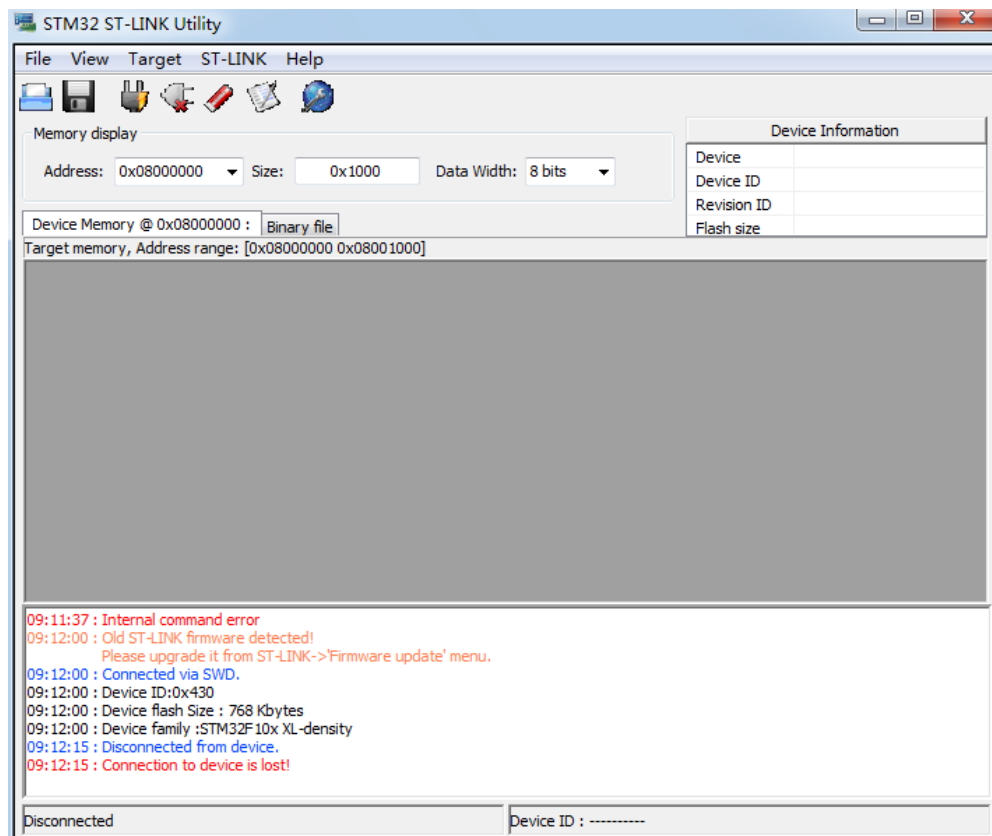 STM32 ST-LINK Utility
File View Target ST-LINK Help
Memory display
Address: 0x08000000 Size: 0x1000 Data Width: 8 bits
Device Information
Device
Device ID
Revision ID
Flash size
Device Memory @ 0x08000000 : Binary file
Target memory, Address range: [0x08000000 0x08001000]
09:11:37 : Internal command error
09:12:00 : Old ST-LINK firmware detected!
Please upgrade it from ST-LINK->'Firmware update' menu.
09:12:00 : Connected via SWD.
09:12:00 : Device ID:0x430
09:12:00 : Device flash Size : 768 Kbytes
09:12:00 : Device family :STM32F10x XL-density
09:12:15 : Disconnected from device.
09:12:15 : Connection to device is lost!
Disconnected Device ID : ----------